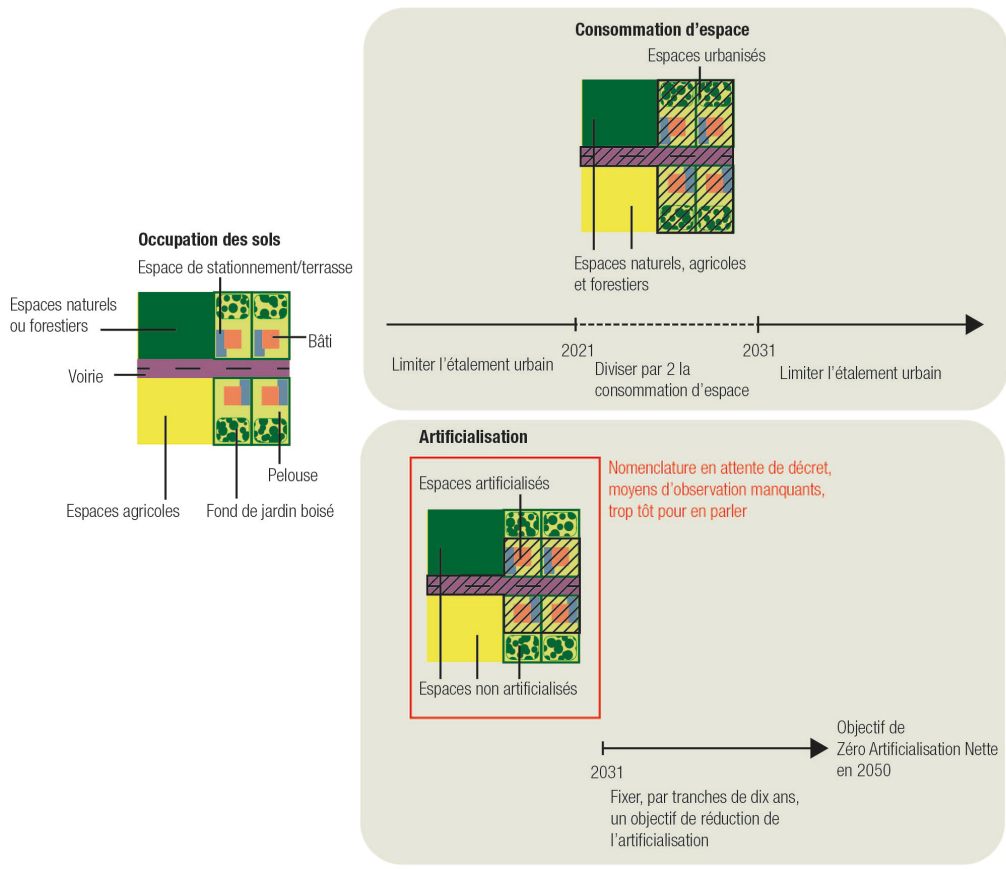 Consommation d’espace
Espaces urbanisés
Espaces naturels, agricoles
et forestiers
2021
2031
Limiter l’étalement urbain
Diviser par 2 la
consommation d’espace
Limiter l’étalement urbain
Occupation des sols
Espace de stationnement/terrasse
Espaces naturels
ou forestiers
Bâti
Voirie
Pelouse
Espaces agricoles
Fond de jardin boisé
Artificialisation
Espaces artificialisés
Nomenclature en attente de décret,
moyens d’observation manquants,
trop tôt pour en parler
Espaces non artificialisés
2031
Fixer, par tranches de dix ans,
un objectif de réduction de
l’artificialisation
Objectif de
Zéro Artificialisation Nette
en 2050